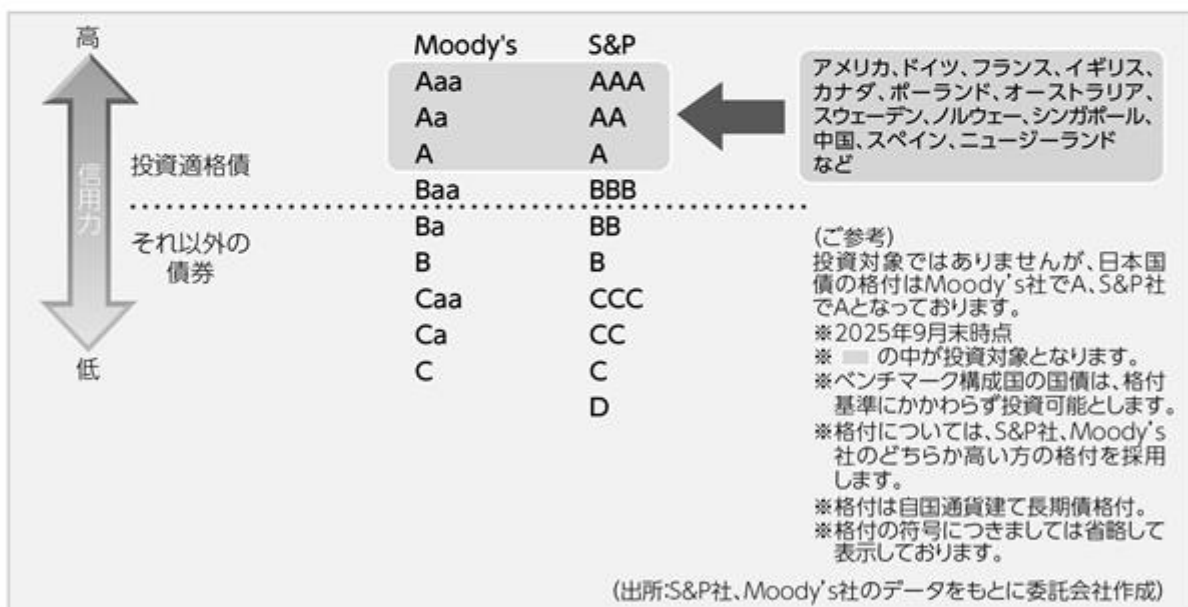 高
信用力
低
投資適格債
それ以外の
債券
Moody's S&P
Aaa AAA
Aa AA
A A
Baa BBB
Ba BB
B B
Caa CCC
Ca CC
C C
D
アメリカ、ドイツ、フランス、イギリス、
カナダ、ポーランド、オーストラリア、
スウェーデン、ノルウェー、シンガポール、
中国、スペイン、ニュージーランド
など
(ご参考)
投資対象ではありませんが、日本国
債の格付はMoody's社でA、S&P社
でAとなっております。
※2025年9月末時点
※ の中が投資対象となります。
※ベンチマーク構成国の国債は、格付
基準にかかわらず投資可能とします。
※格付については、S&P社、Moody's
社のどちらか高い方の格付を採用
します。
※格付は自国通貨建て長期債格付。
※格付の符号につきましては省略して
表示しております。
(出所:S&P社、Moody's社のデータをもとに委託会社作成)